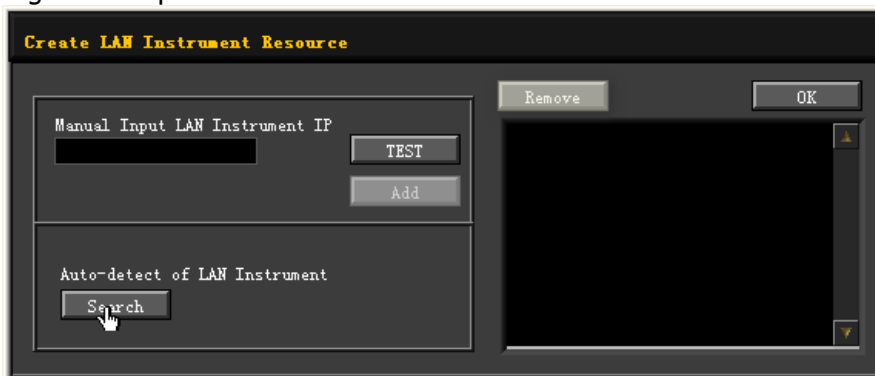 Create LAN Instrument Resource
Remove
OK
Manual Input LAN Instrument IP
TEST
Add
Auto-detect of LAN Instrument
Search